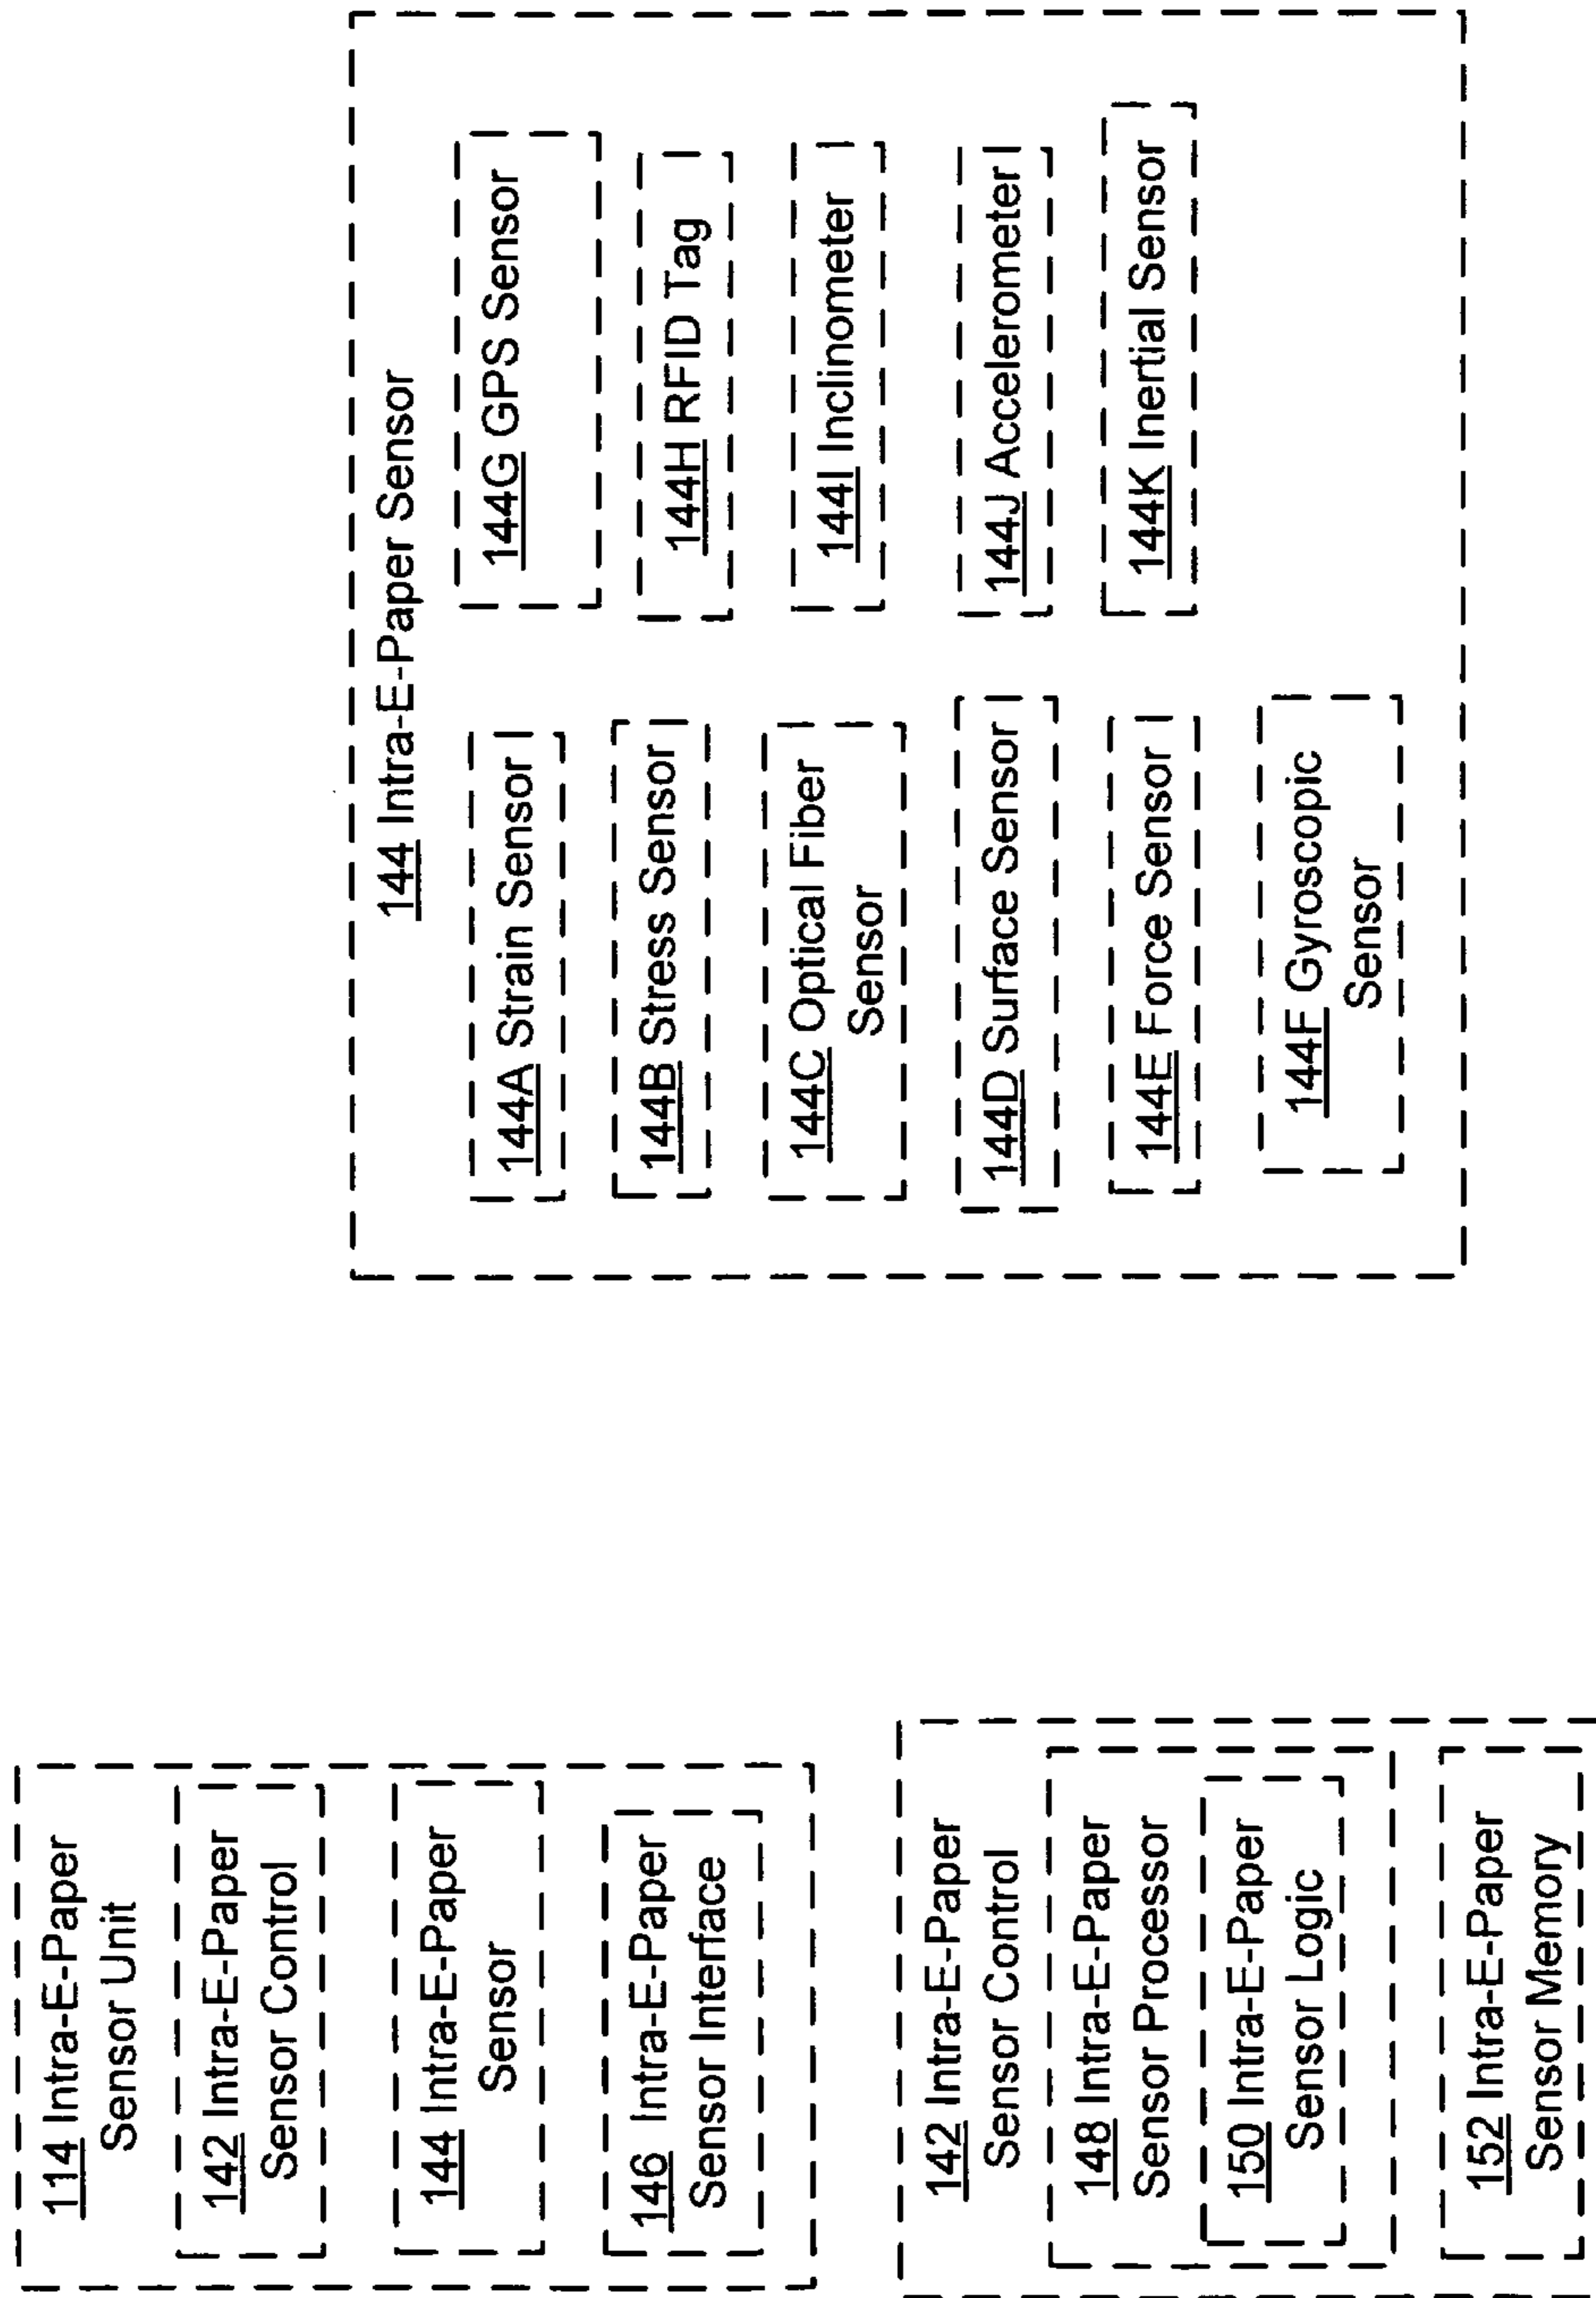 114 Intra-E-Paper
Sensor Unit
142 Intra-E-Paper
Sensor Control
144 Intra-E-Paper
Sensor
146 Intra-E-Paper
Sensor Interface
142 Intra-E-Paper
Sensor Control
148 Intra-E-Paper
Sensor Processor
150 Intra-E-Paper
Sensor Logic
152 Intra-E-Paper
Sensor Memory
144 Intra-E-Paper Sensor
144A Strain Sensor
144B Stress Sensor
144C Optical Fiber
Sensor
144D Surface Sensor
144E Force Sensor
144F Gyroscopic
Sensor
144G GPS Sensor
144H RFID Tag
144I Inclinometer
144J Accelerometer
144K Inertial Sensor